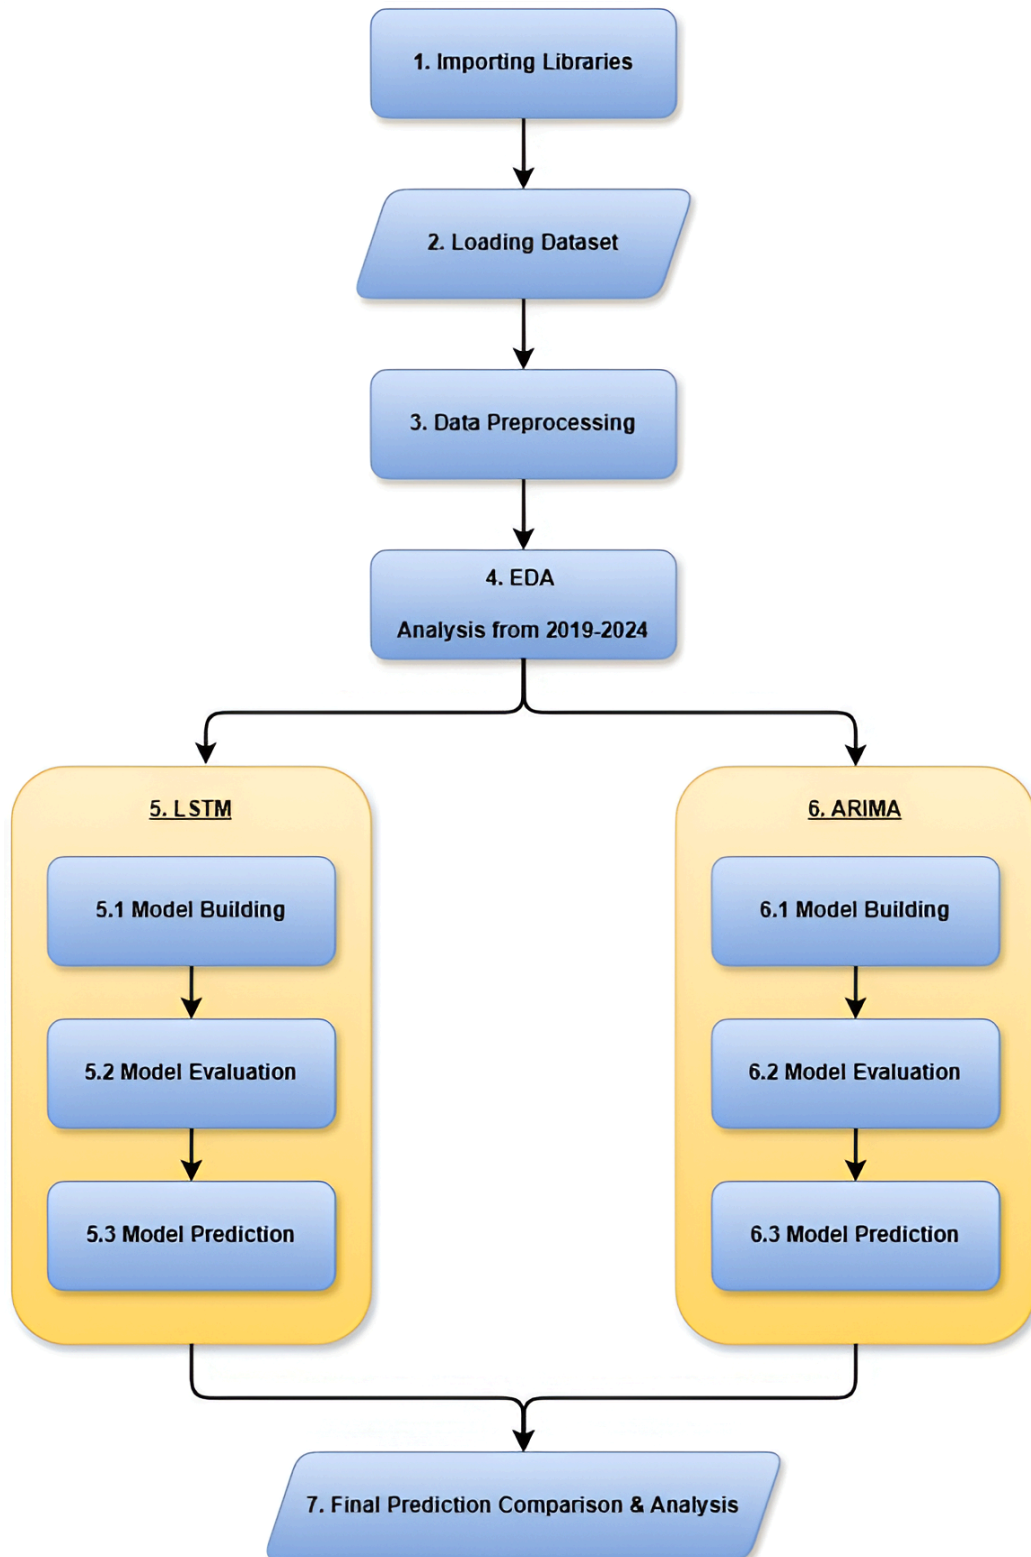 1. Importing Libraries
2. Loading Dataset
3. Data Preprocessing
4. EDA
Analysis from 2019-2024
5. LSTM
5.1 Model Building
5.2 Model Evaluation
5.3 Model Prediction
6. ARIMA
6.1 Model Building
6.2 Model Evaluation
6.3 Model Prediction
7. Final Prediction Comparison & Analysis